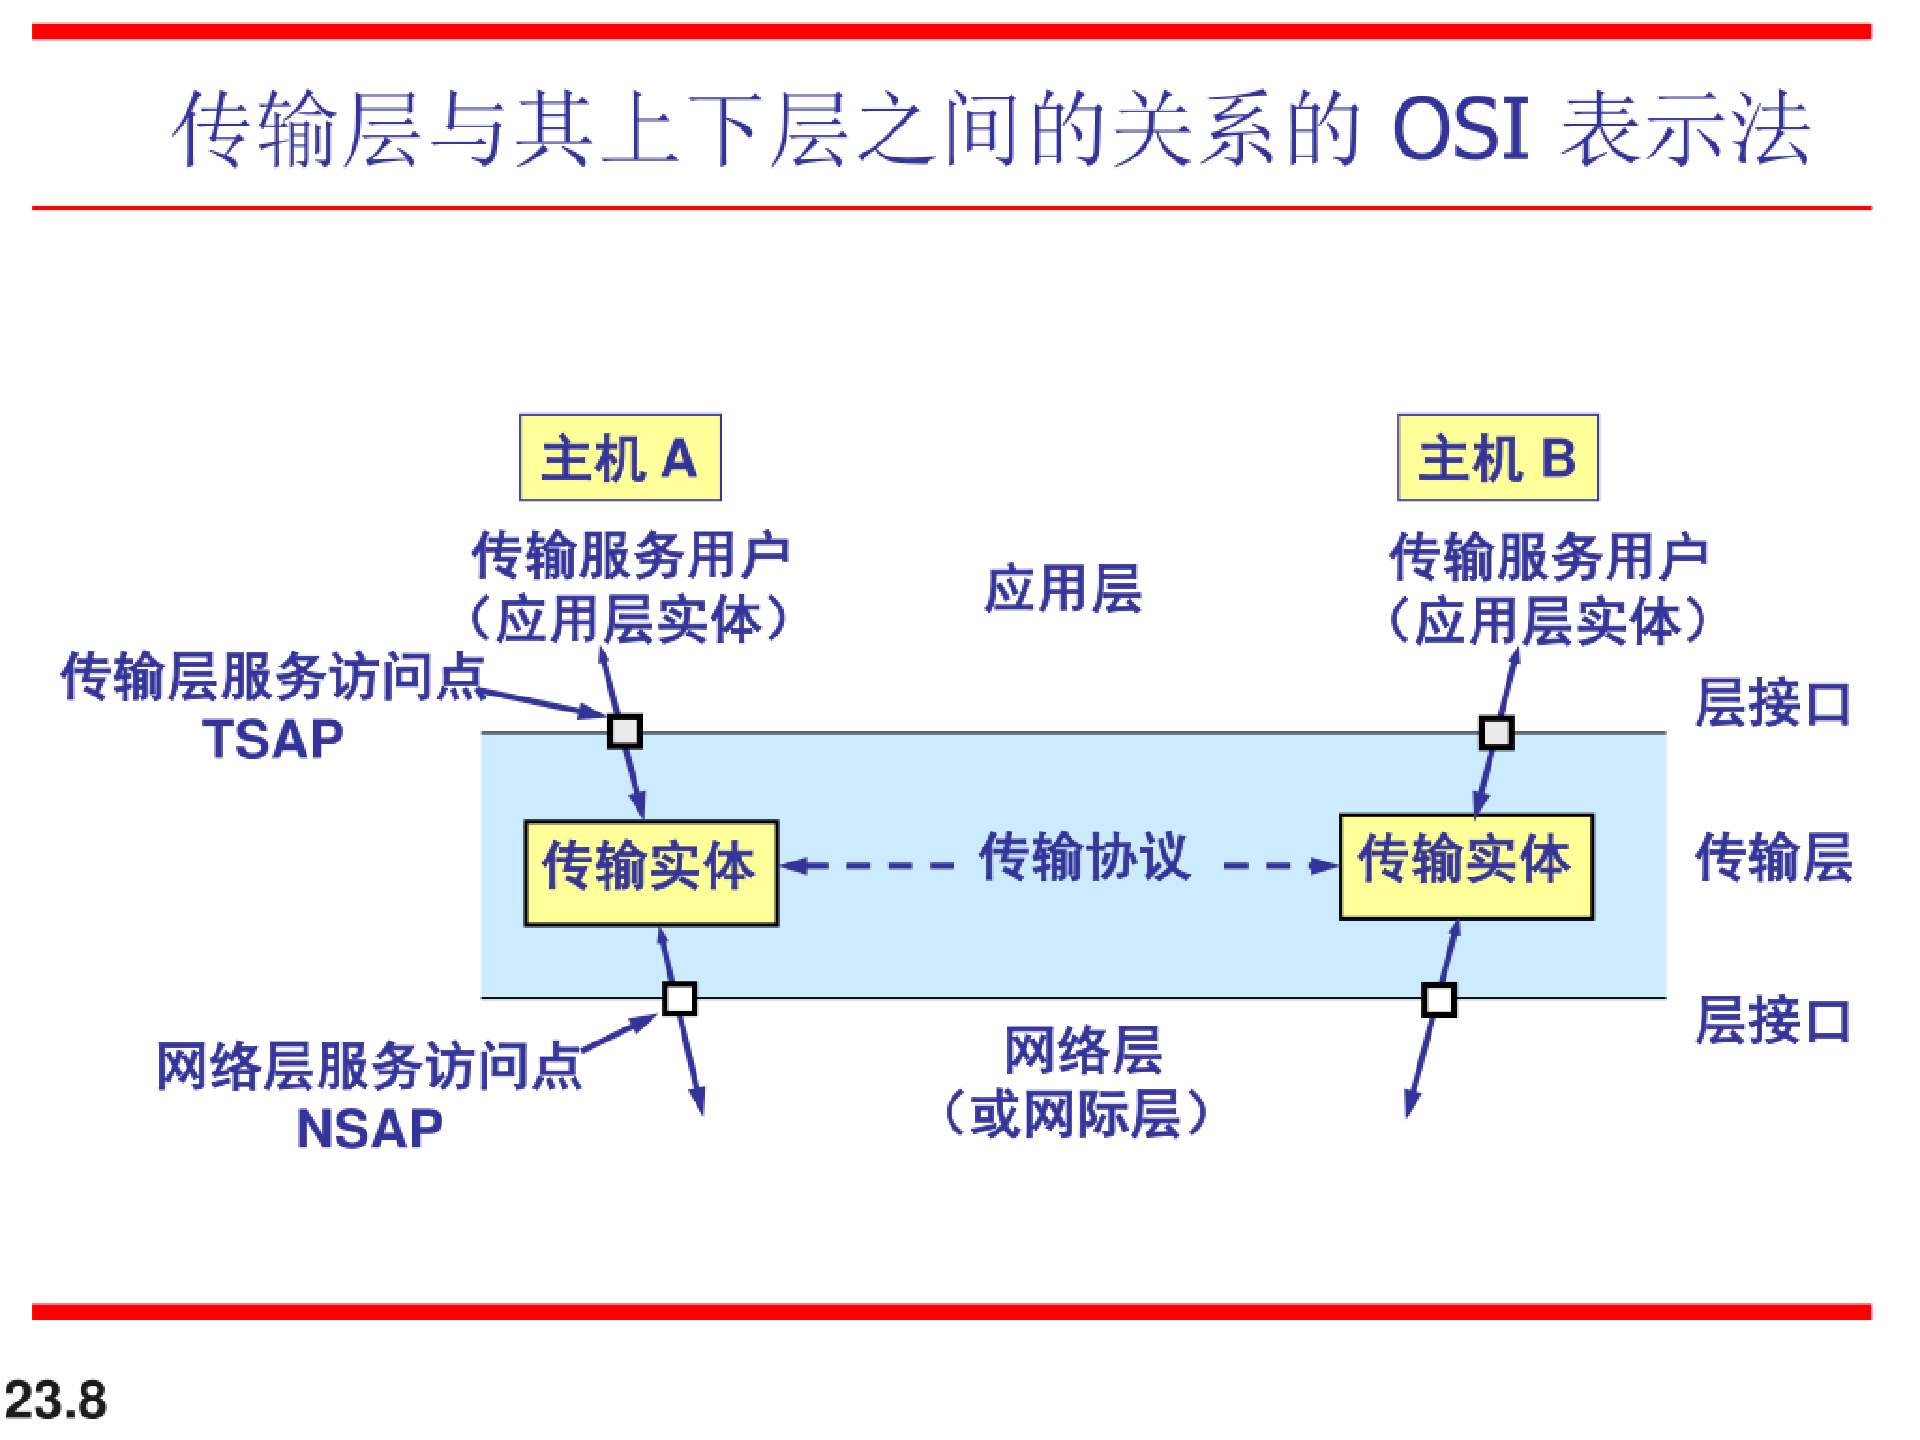 传输层与其上下层之间的关系的 OSI 表示法
主机 A
主机 B
传输服务用户
（应用层实体）
应用层
传输服务用户
（应用层实体）
传输层服务访问点
TSAP
层接口
传输实体
传输协议
传输实体
传输层
层接口
网络层服务访问点
NSAP
网络层
（或网际层）
23.8